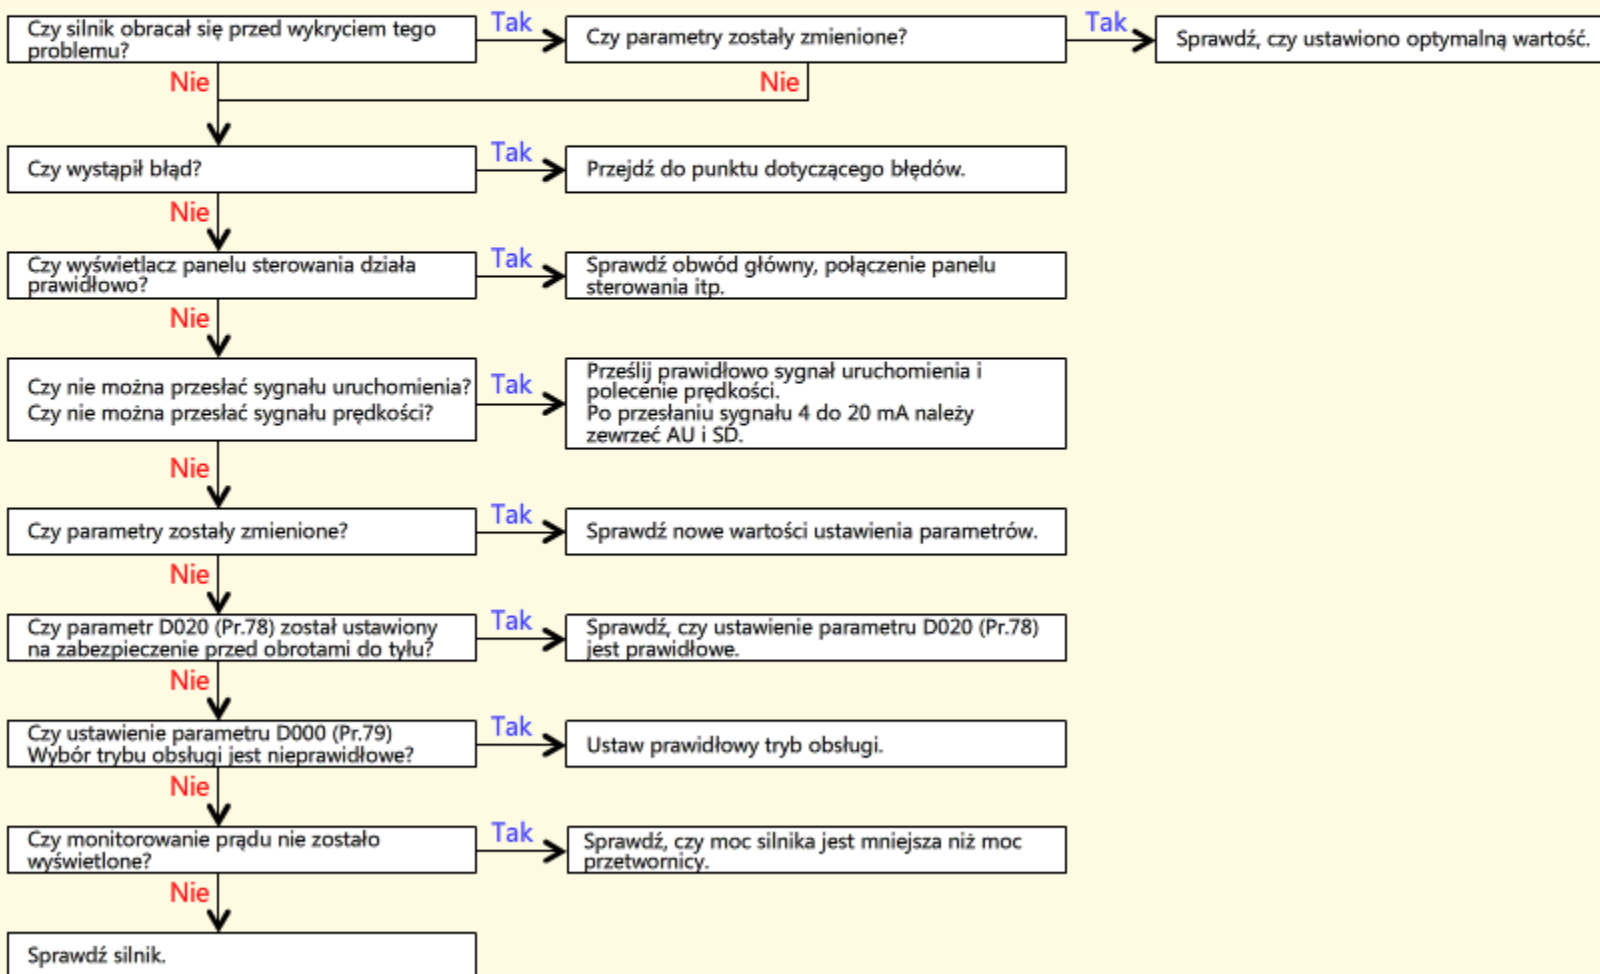 Czy silnik obracał się przed wykryciem tego
problemu?
Tak
Czy parametry zostały zmienione?
Tak
Sprawdź, czy ustawiono optymalną wartość.
Nie
Nie
Czy wystąpił błąd?
Tak
Przejdź do punktu dotyczącego błędów.
Nie
Czy wyświetlacz panelu sterowania działa
prawidłowo?
Tak
Sprawdź obwód główny, połączenie panelu
sterowania itp.
Nie
Czy nie można przesłać sygnału uruchomienia?
Czy nie można przesłać sygnału prędkości?
Tak
Prześlij prawidłowo sygnał uruchomienia i
polecenie prędkości.
Po przesłaniu sygnału 4 do 20 mA należy
zewrzeć AU i SD.
Nie
Czy parametry zostały zmienione?
Tak
Sprawdź nowe wartości ustawienia parametrów.
Nie
Czy parametr D020 (Pr.78) został ustawiony
na zabezpieczenie przed obrotami do tyłu?
Tak
Sprawdź, czy ustawienie parametru D020 (Pr.78)
jest prawidłowe.
Nie
Czy ustawienie parametru D000 (Pr.79)
Wybór trybu obsługi jest nieprawidłowe?
Tak
Ustaw prawidłowy tryb obsługi.
Nie
Czy monitorowanie prądu nie zostało
wyświetlone?
Tak
Sprawdź, czy moc silnika jest mniejsza niż moc
przetwornicy.
Nie
Sprawdź silnik.